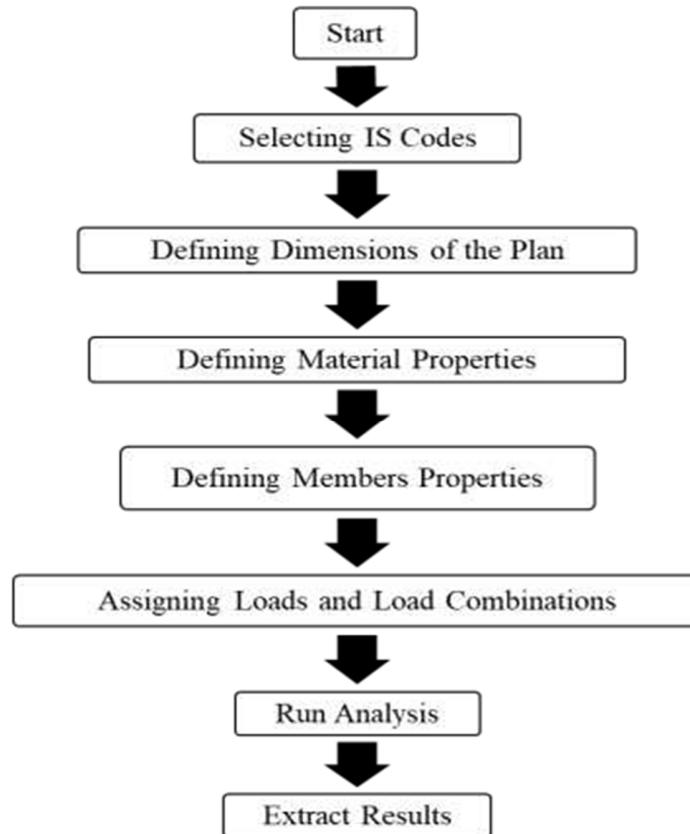 Start
Selecting IS Codes
Defining Dimensions of the Plan
Defining Material Properties
Defining Members Properties
Assigning Loads and Load Combinations
Run Analysis
Extract Results